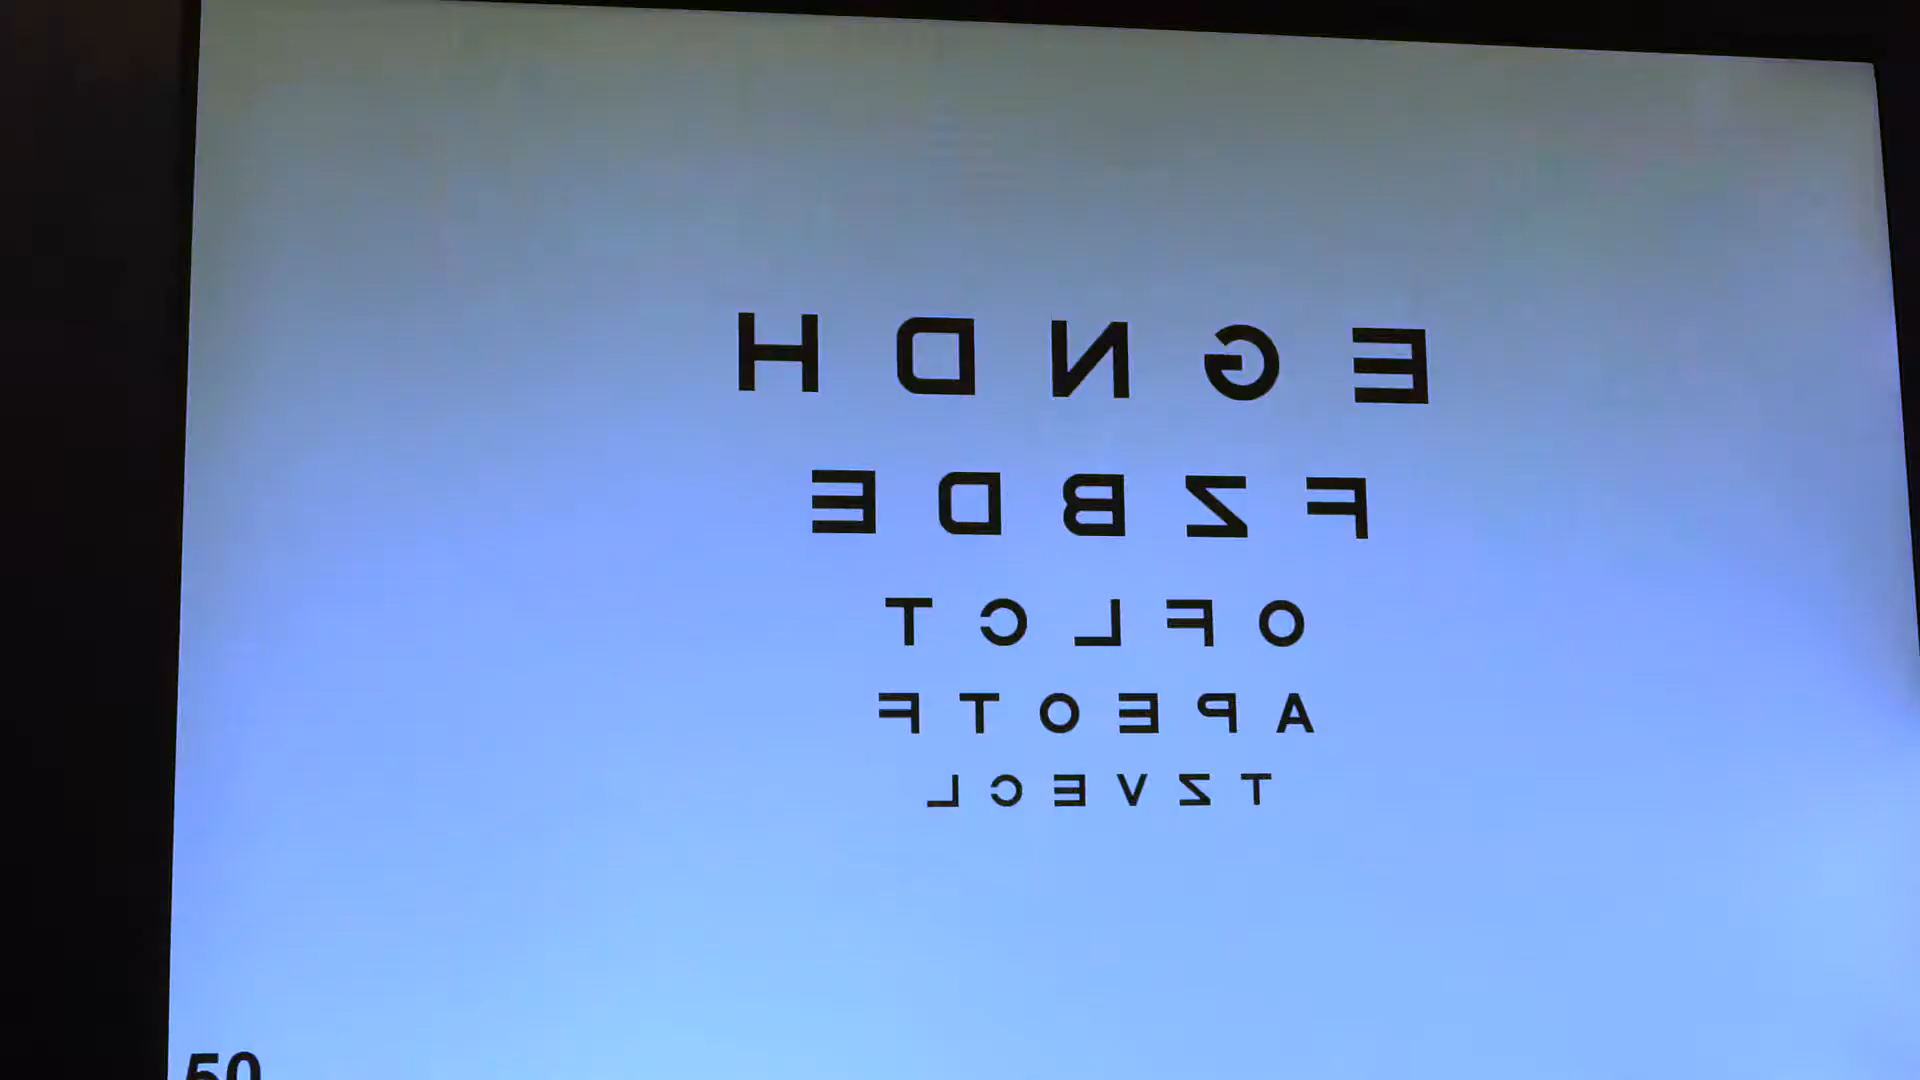 E G N D H
F Z B D E
O F L C T
A P E O T F
T Z V E C L
50